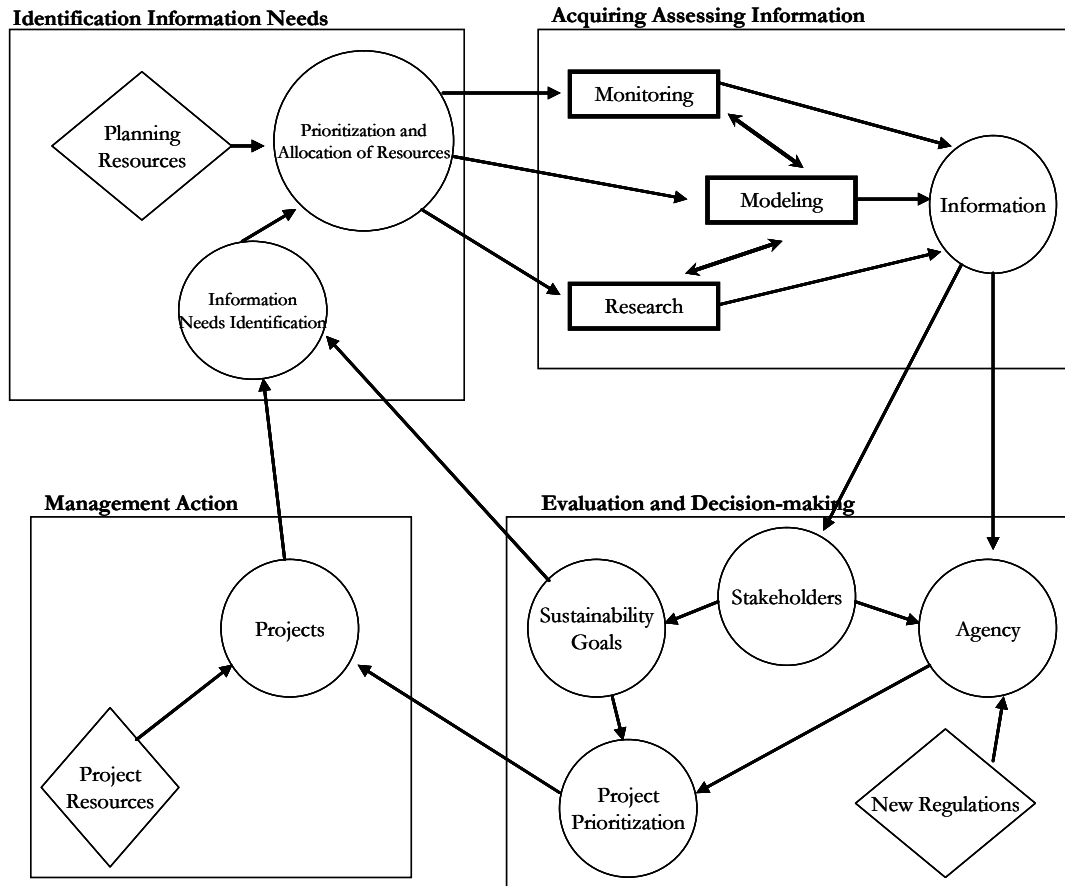 Identification Information Needs
Planning
Resources
Prioritization and
Allocation of Resources
Information
Needs Identification
Acquiring Assessing Information
Monitoring
Modeling
Research
Information
Management Action
Projects
Project
Resources
Evaluation and Decision-making
Sustainability
Goals
Stakeholders
Agency
Project
Prioritization
New Regulations